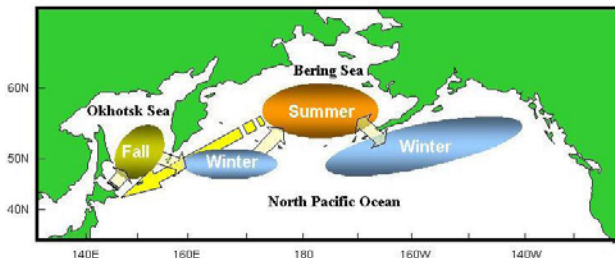 Bering Sea
60N
Okhotsk Sea
Summer
Fall
50N
Winter
Winter
North Pacific Ocean
40N
140E 160E 180 160W 140W